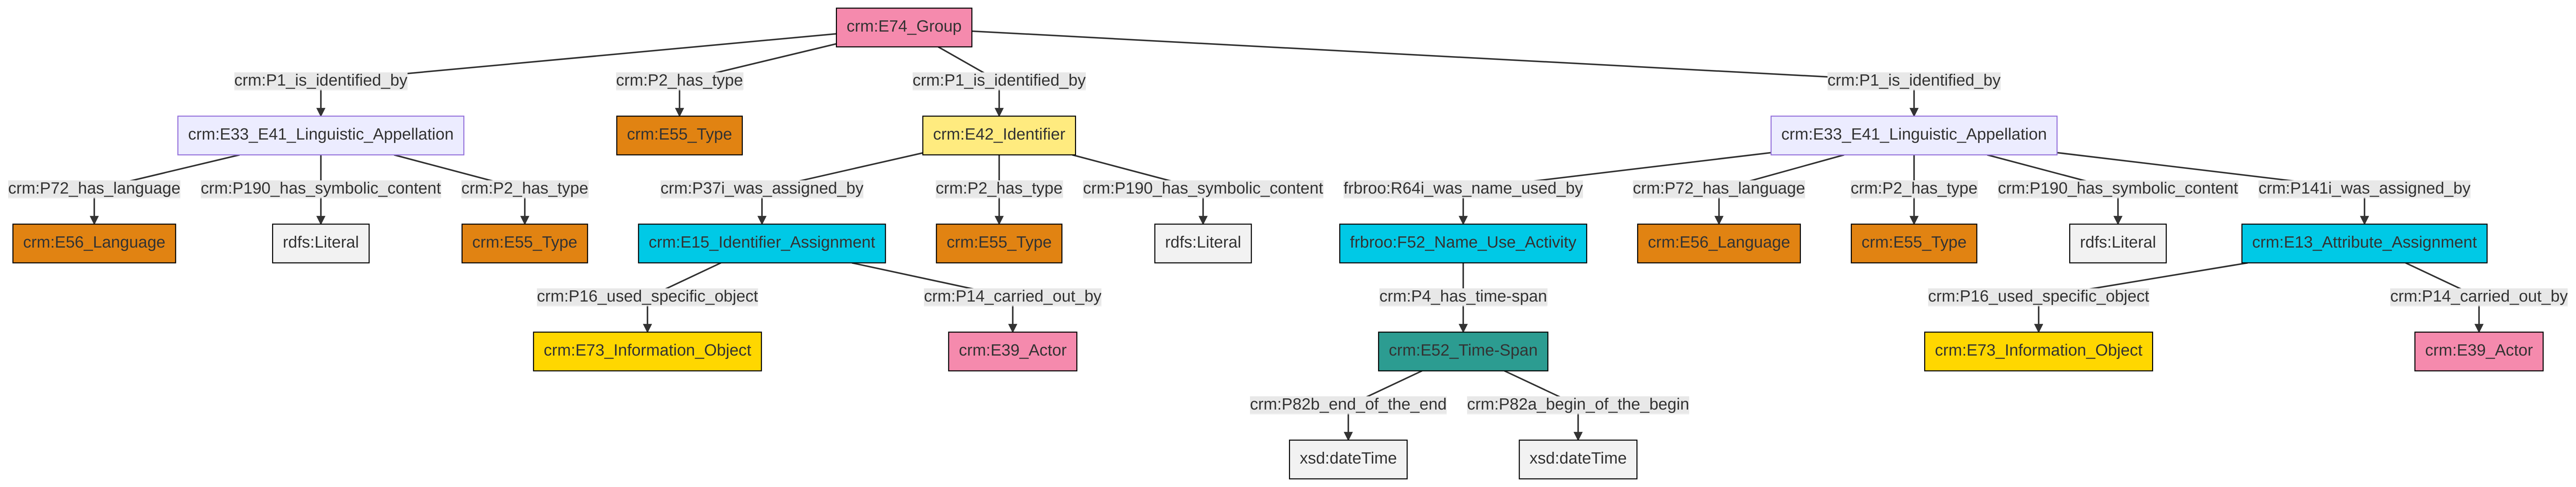 crm:E74_Group
crm:P1_is_identified_by
crm:P2_has_type
crm:P1_is_identified_by
crm:P1_is_identified_by
crm:E33_E41_Linguistic_Appellation
crm:E55_Type
crm:E42_Identifier
crm:E33_E41_Linguistic_Appellation
crm:P72_has_language
crm:P190_has_symbolic_content
crm:P2_has_type
crm:P37i_was_assigned_by
crm:P2_has_type
crm:P190_has_symbolic_content
frbroo:R64i_was_name_used_by
crm:P72_has_language
crm:P2_has_type
crm:P190_has_symbolic_content
crm:P141i_was_assigned_by
crm:E56_Language
rdfs:Literal
crm:E55_Type
crm:E15_Identifier_Assignment
crm:E55_Type
rdfs:Literal
frbroo:F52_Name_Use_Activity
crm:E56_Language
crm:E55_Type
rdfs:Literal
crm:E13_Attribute_Assignment
crm:P16_used_specific_object
crm:P14_carried_out_by
crm:P4_has_time-span
crm:P16_used_specific_object
crm:P14_carried_out_by
crm:E73_Information_Object
crm:E39_Actor
crm:E52_Time-Span
crm:E73_Information_Object
crm:E39_Actor
crm:P82b_end_of_the_end
crm:P82a_begin_of_the_begin
xsd:dateTime
xsd:dateTime